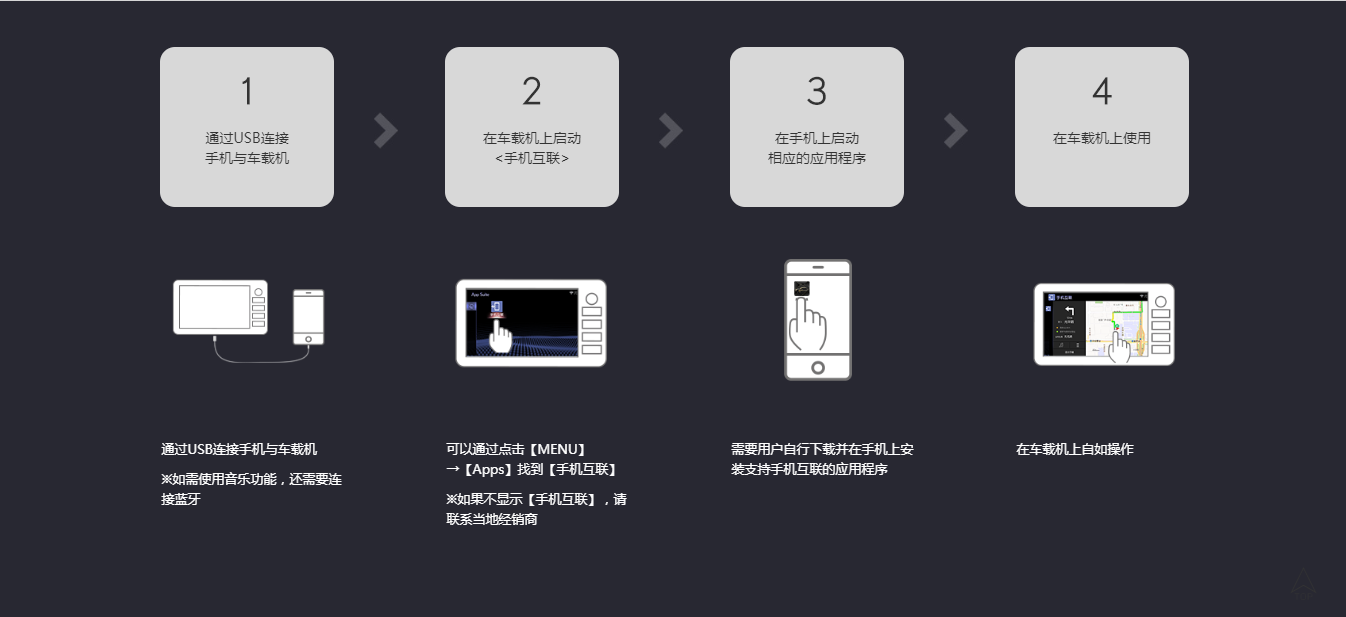 1
通过USB连接
手机与车载机
2
在车载机上启动
<手机互联>
3
在手机上启动
相应的应用程序
4
在车载机上使用
App Suite
手机互联
通过USB连接手机与车载机
※如需使用音乐功能，还需要连
接蓝牙
可以通过点击【MENU】
→【Apps】找到【手机互联】
※如果不显示【手机互联】，请
联系当地经销商
需要用户自行下载并在手机上安
装支持手机互联的应用程序
在车载机上自如操作